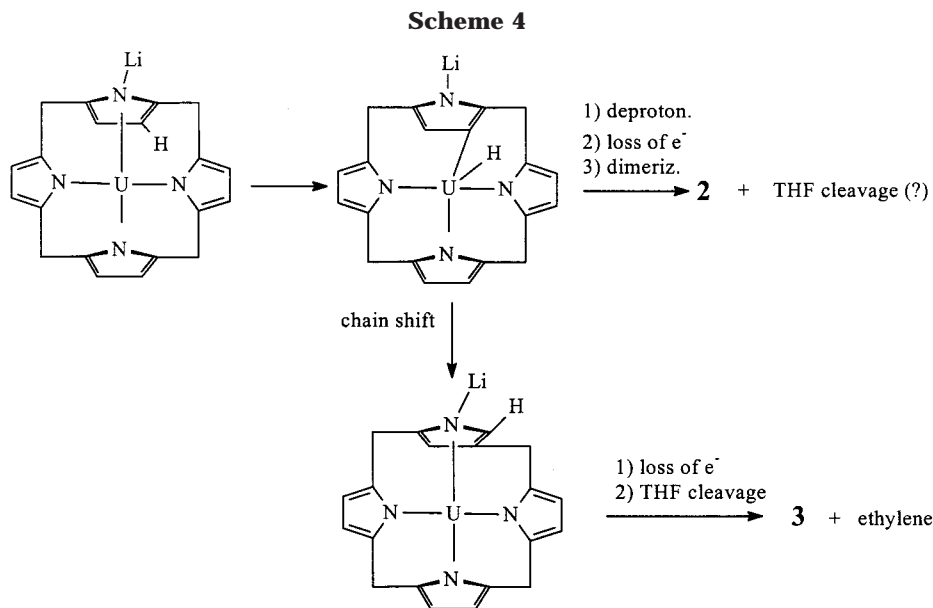 Scheme 4
Li
N
H
N
U
N
N
Li
N
H
N
U
N
N
1) deproton.
2) loss of e⁻
3) dimeriz.
2 + THF cleavage (?)
chain shift
Li
H
N
N
U
N
N
1) loss of e⁻
2) THF cleavage
3 + ethylene